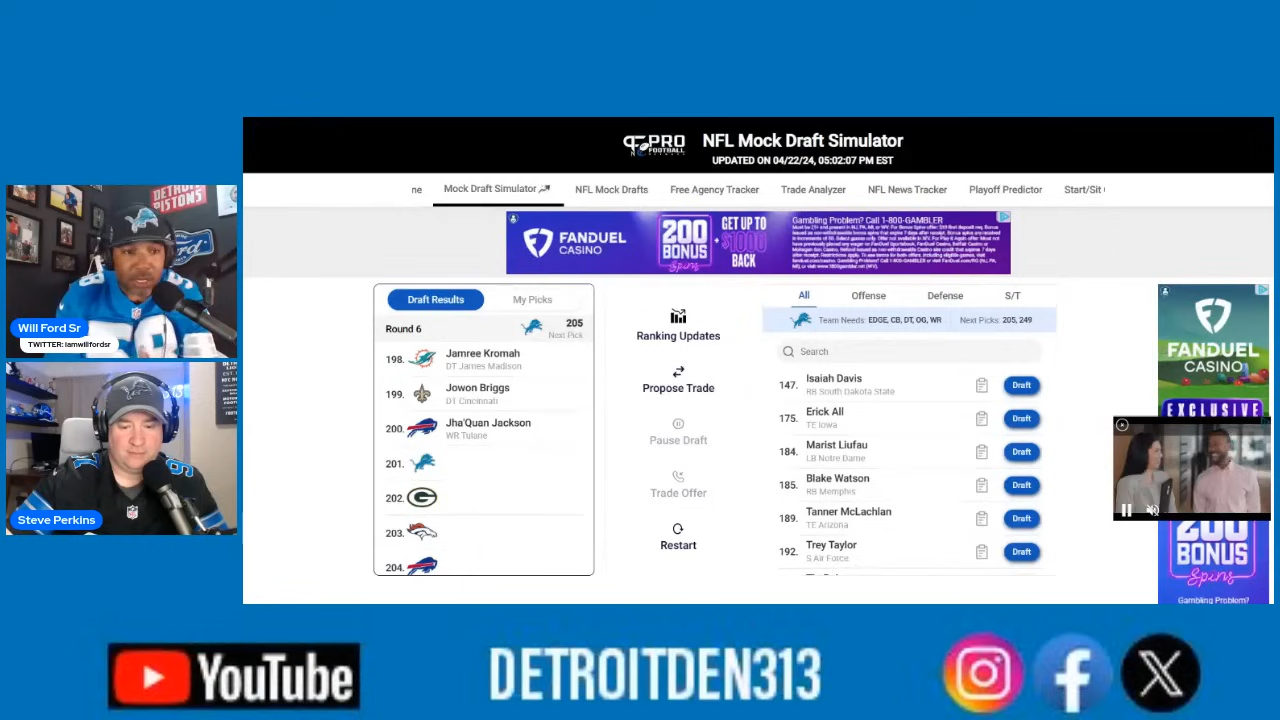 PRO
FOOTBALL
NFL Mock Draft Simulator
UPDATED ON 04/22/24, 05:02:07 PM EST
ne
Mock Draft Simulator
NFL Mock Drafts
Free Agency Tracker
Trade Analyzer
NFL News Tracker
Playoff Predictor
Start/Sit
FANDUEL
CASINO
200
BONUS
Spins
+
GET UP TO
$1000
BACK
Gambling Problem? Call 1-800-GAMBLER
DETROIT
PISTONS
Will Ford Sr
TWITTER: iamwillfordsr
Steve Perkins
Draft Results
My Picks
Round 6
205
Next Pick
198.
Jamree Kromah
DT James Madison
199.
Jowon Briggs
DT Cincinnati
200.
Jha'Quan Jackson
WR Tulane
201.
202.
203.
204.
Ranking Updates
Propose Trade
Pause Draft
Trade Offer
Restart
All
Offense
Defense
S/T
Team Needs: EDGE, CB, DT, OG, WR
Next Picks: 205, 249
Search
147.
Isaiah Davis
RB South Dakota State
Draft
175.
Erick All
TE Iowa
Draft
184.
Marist Liufau
LB Notre Dame
Draft
185.
Blake Watson
RB Memphis
Draft
189.
Tanner McLachlan
TE Arizona
Draft
192.
Trey Taylor
S Air Force
Draft
FANDUEL
CASINO
EXCLUSIVE
200
BONUS
Spins
Gambling Problem?
YouTube
DETROITDEN313